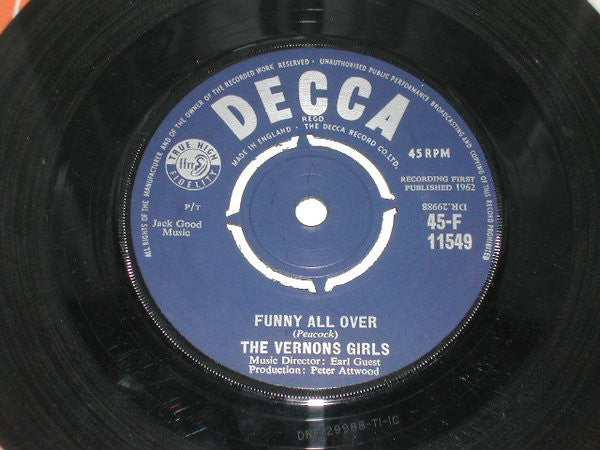 ALL RIGHTS OF THE MANUFACTURER AND OF THE OWNER OF THE RECORDED WORK RESERVED · UNAUTHORISED PUBLIC PERFORMANCE BROADCASTING AND COPYING OF THIS RECORD PROHIBITED
DECCA
REGD.
MADE IN ENGLAND · THE DECCA RECORD CO. LTD.
TRUE HIGH
ffrr
FIDELITY
45 RPM
RECORDING FIRST
PUBLISHED 1962
P/T
DR.29988
Jack Good
Music
45-F
11549
FUNNY ALL OVER
(Peacock)
THE VERNONS GIRLS
Music Director: Earl Guest
Production: Peter Attwood
DRF 29988-T1-1C